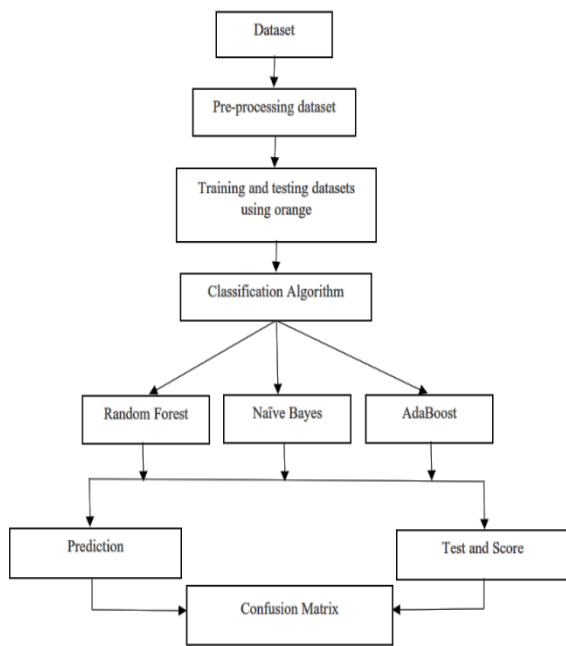 Dataset
Pre-processing dataset
Training and testing datasets
using orange
Classification Algorithm
Random Forest
Naïve Bayes
AdaBoost
Prediction
Test and Score
Confusion Matrix